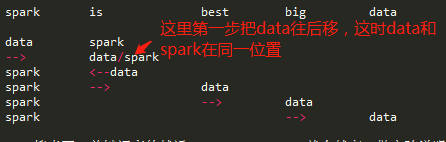 spark is best big data
data spark
这里第一步把data往后移，这时data和
spark在同一位置
--> data/spark
spark <--data
spark --> best
spark --> data
spark --> data